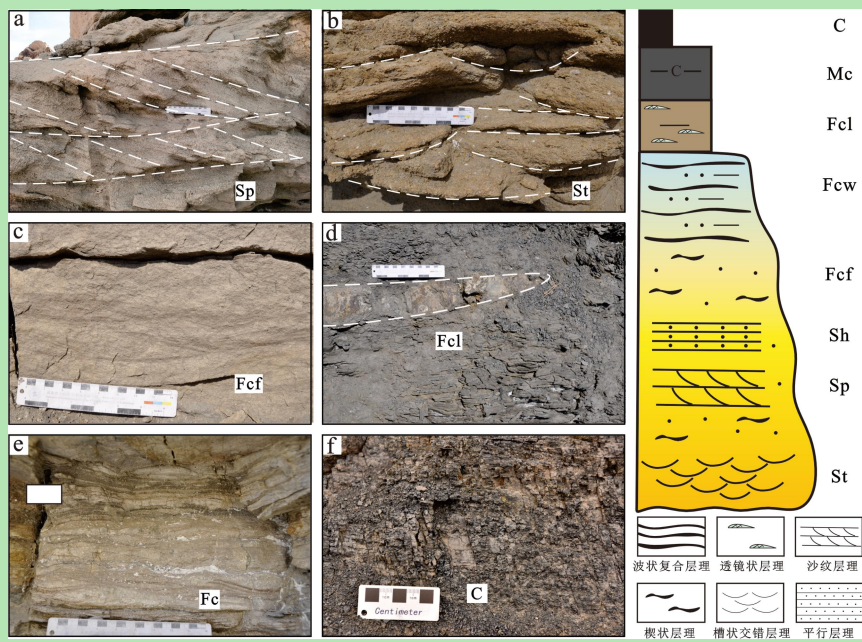 a
b
Sp
St
c
d
Fcf
Fcl
e
f
Fc
C
Centimeter
C
C
Mc
Fcl
Fcw
Fcf
Sh
Sp
St
波状复合层理
透镜状层理
沙纹层理
楔状层理
槽状交错层理
平行层理